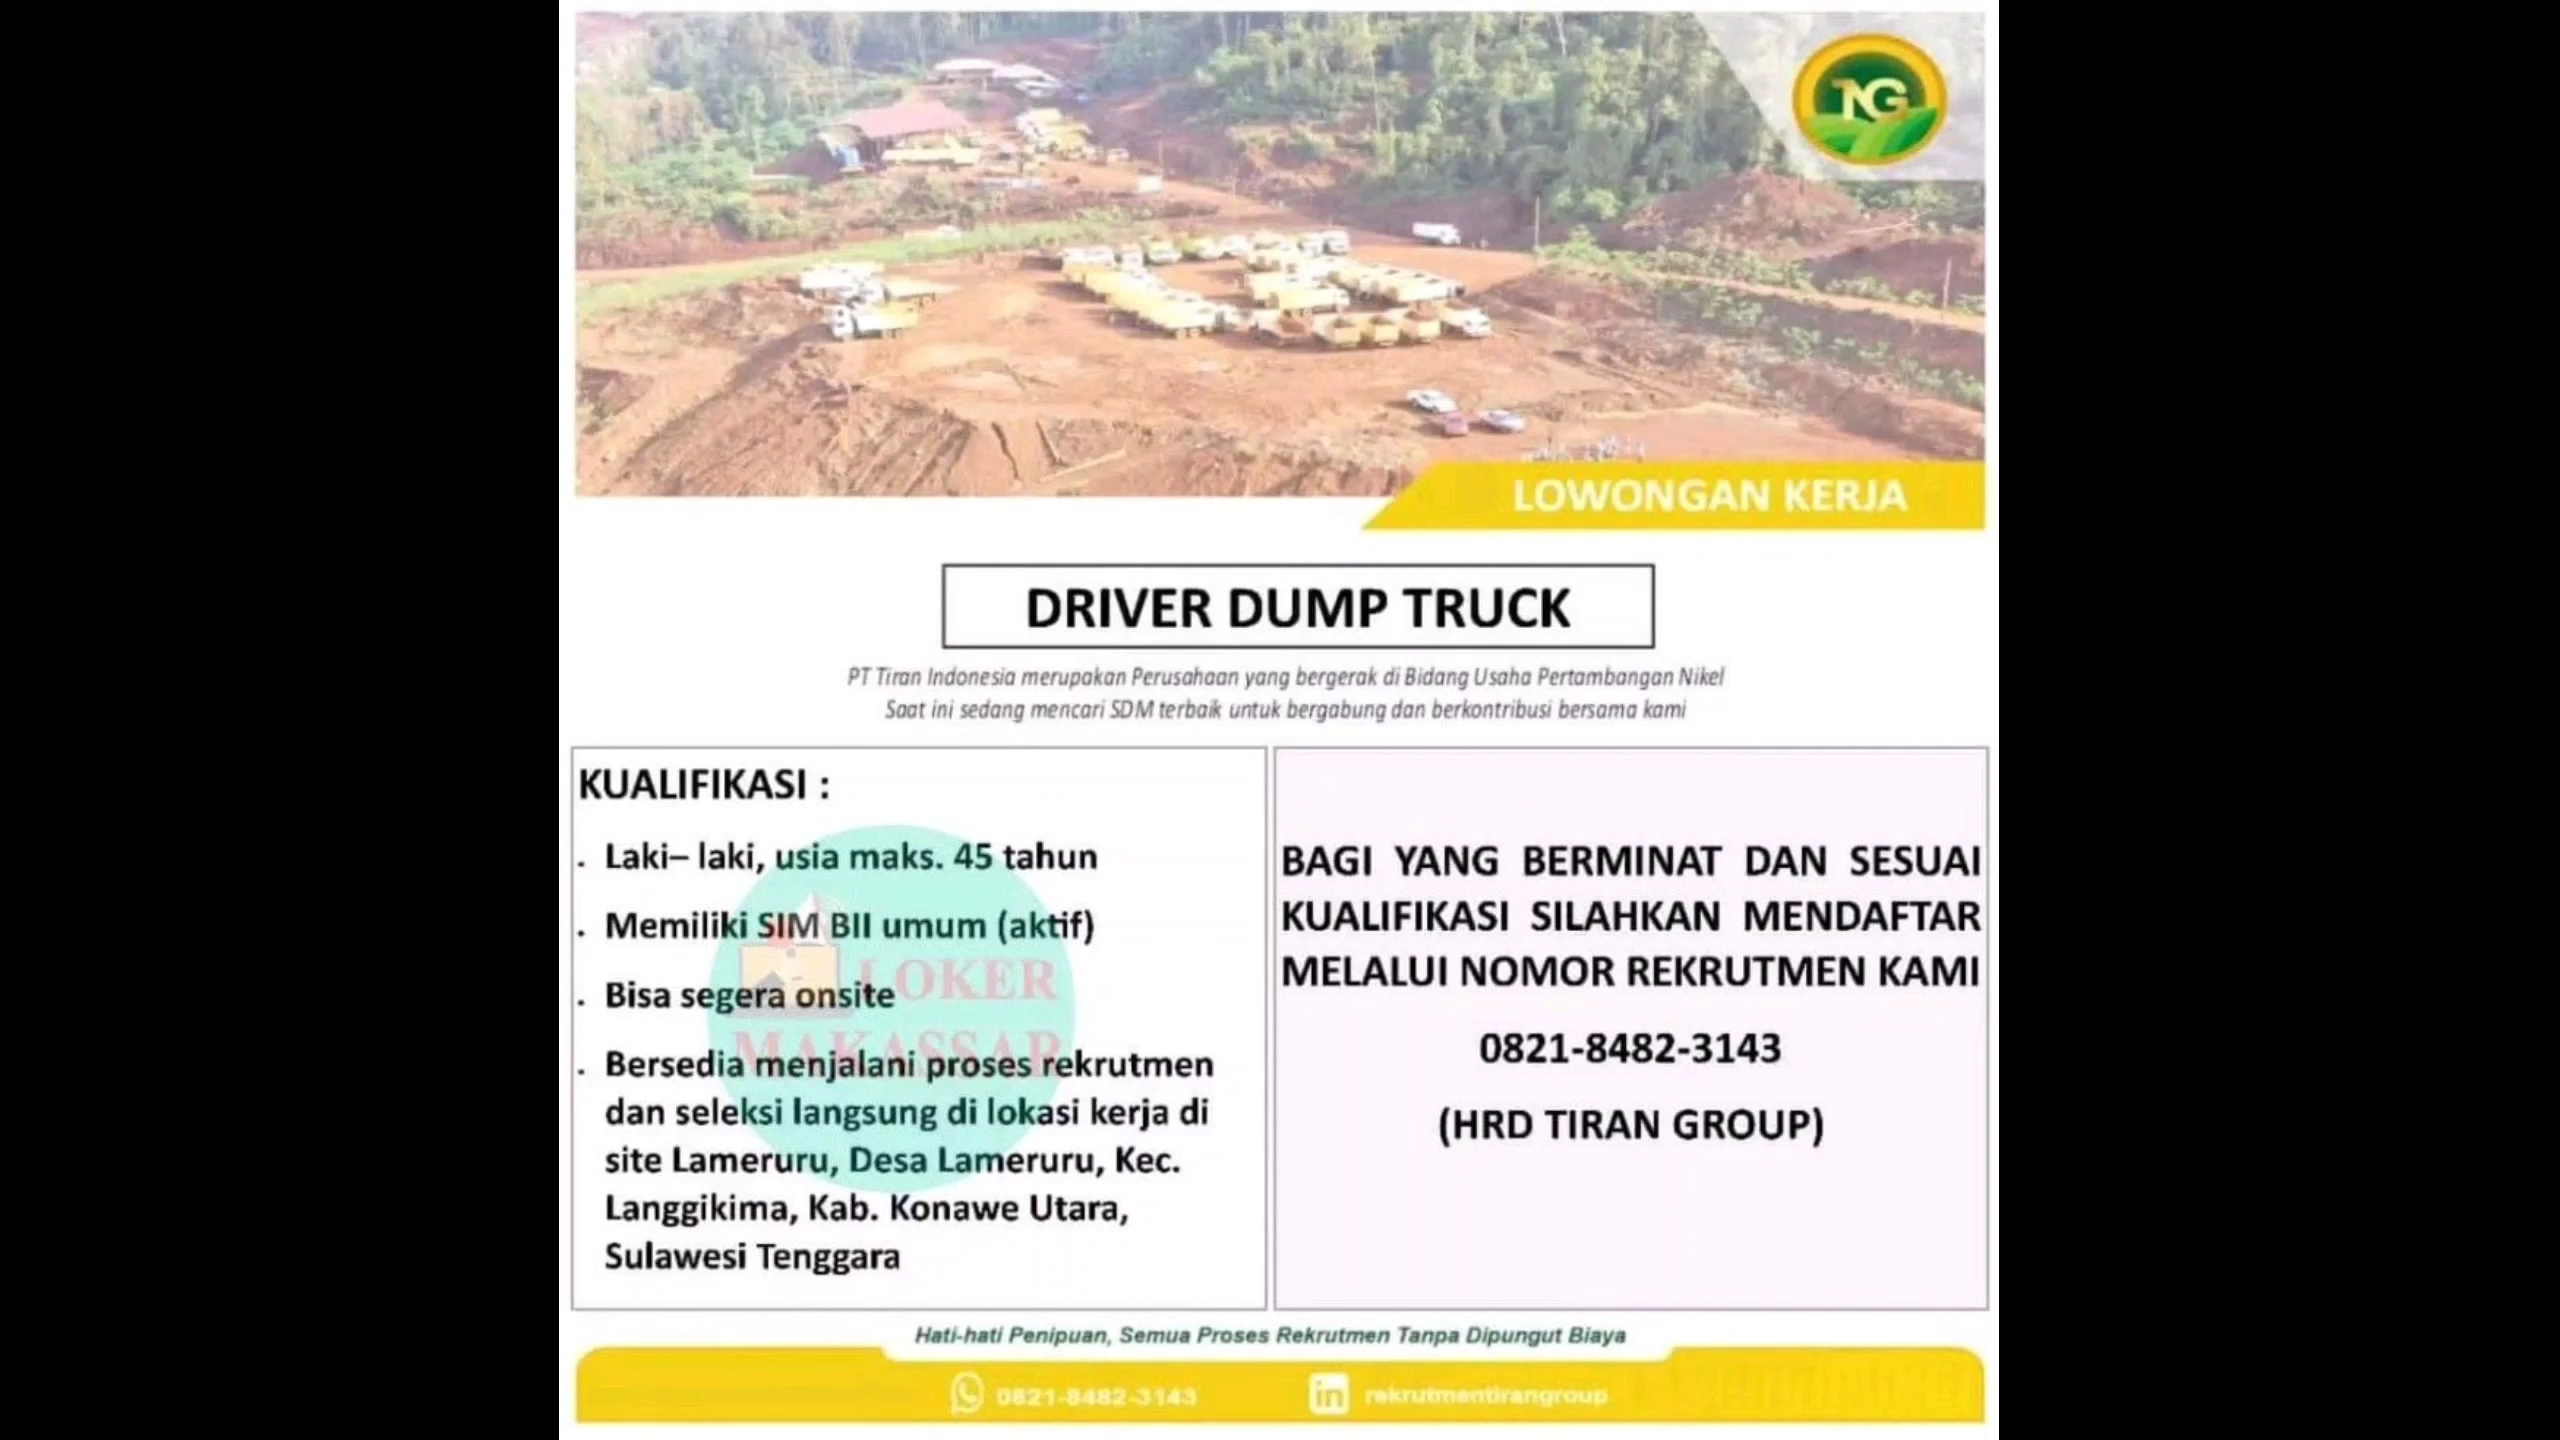 TNG
LOWONGAN KERJA
DRIVER DUMP TRUCK
PT Tiran Indonesia merupakan Perusahaan yang bergerak di Bidang Usaha Pertambangan Nikel
Saat ini sedang mencari SDM terbaik untuk bergabung dan berkontribusi bersama kami
KUALIFIKASI :
. Laki– laki, usia maks. 45 tahun
. Memiliki SIM BII umum (aktif)
. Bisa segera onsite
LOKER
MAKASSAR
. Bersedia menjalani proses rekrutmen
dan seleksi langsung di lokasi kerja di
site Lameruru, Desa Lameruru, Kec.
Langgikima, Kab. Konawe Utara,
Sulawesi Tenggara
BAGI YANG BERMINAT DAN SESUAI
KUALIFIKASI SILAHKAN MENDAFTAR
MELALUI NOMOR REKRUTMEN KAMI
0821-8482-3143
(HRD TIRAN GROUP)
Hati-hati Penipuan, Semua Proses Rekrutmen Tanpa Dipungut Biaya
0821-8482-3143
in rekrutmentirangroup